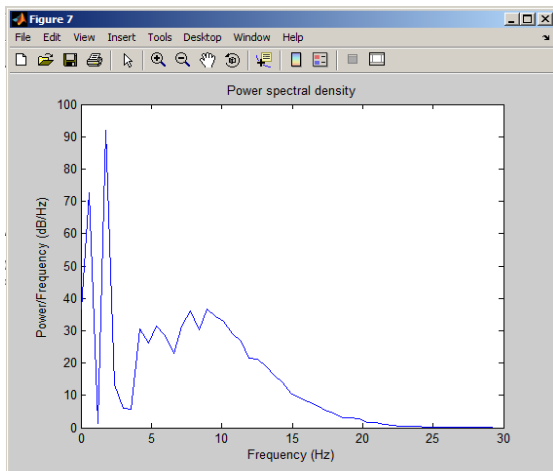 Figure 7
File Edit View Insert Tools Desktop Window Help
Power spectral density
Power/Frequency (dB/Hz)
100
90
80
70
60
50
40
30
20
10
0
0 5 10 15 20 25 30
Frequency (Hz)